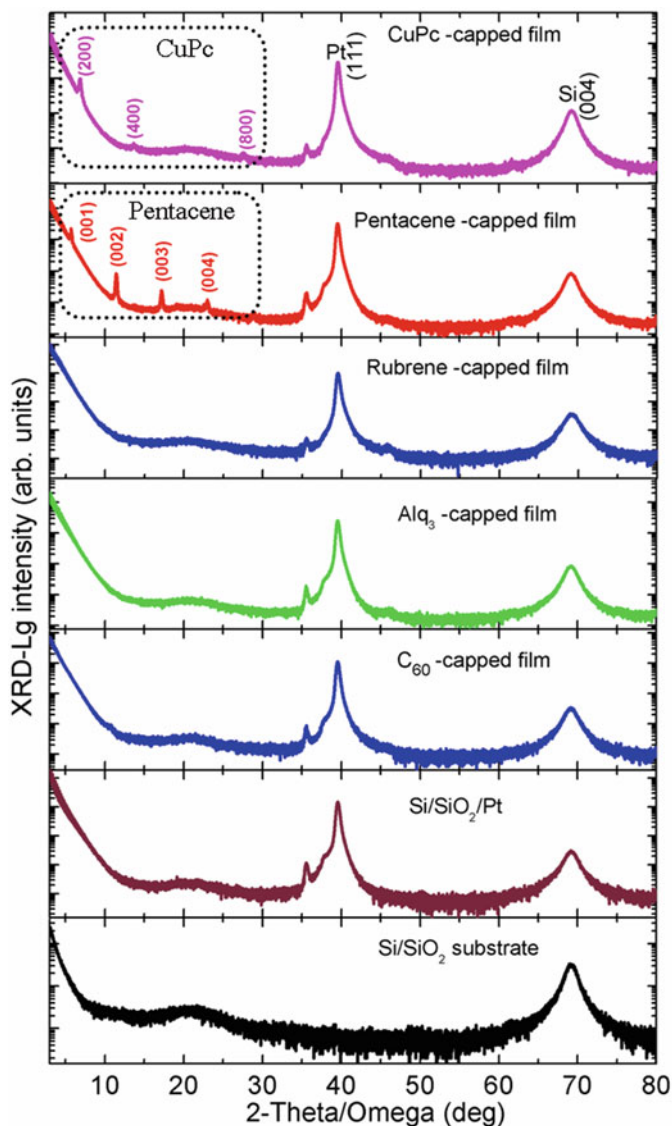 CuPc
CuPc -capped film
(200)
(400)
(800)
Pt
(111)
Si
(004)
Pentacene
Pentacene -capped film
(001)
(002)
(003)
(004)
Rubrene -capped film
Alq₃ -capped film
C₆₀ -capped film
Si/SiO₂/Pt
Si/SiO₂ substrate
XRD-Lg intensity (arb. units)
10 20 30 40 50 60 70 80
2-Theta/Omega (deg)